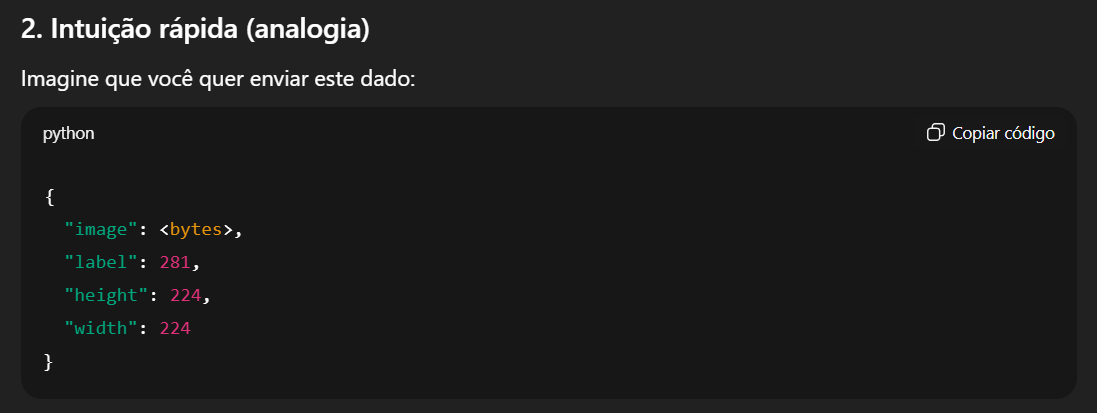 2. Intuição rápida (analogia)
Imagine que você quer enviar este dado:
python
Copiar código
{
"image": <bytes>,
"label": 281,
"height": 224,
"width": 224
}